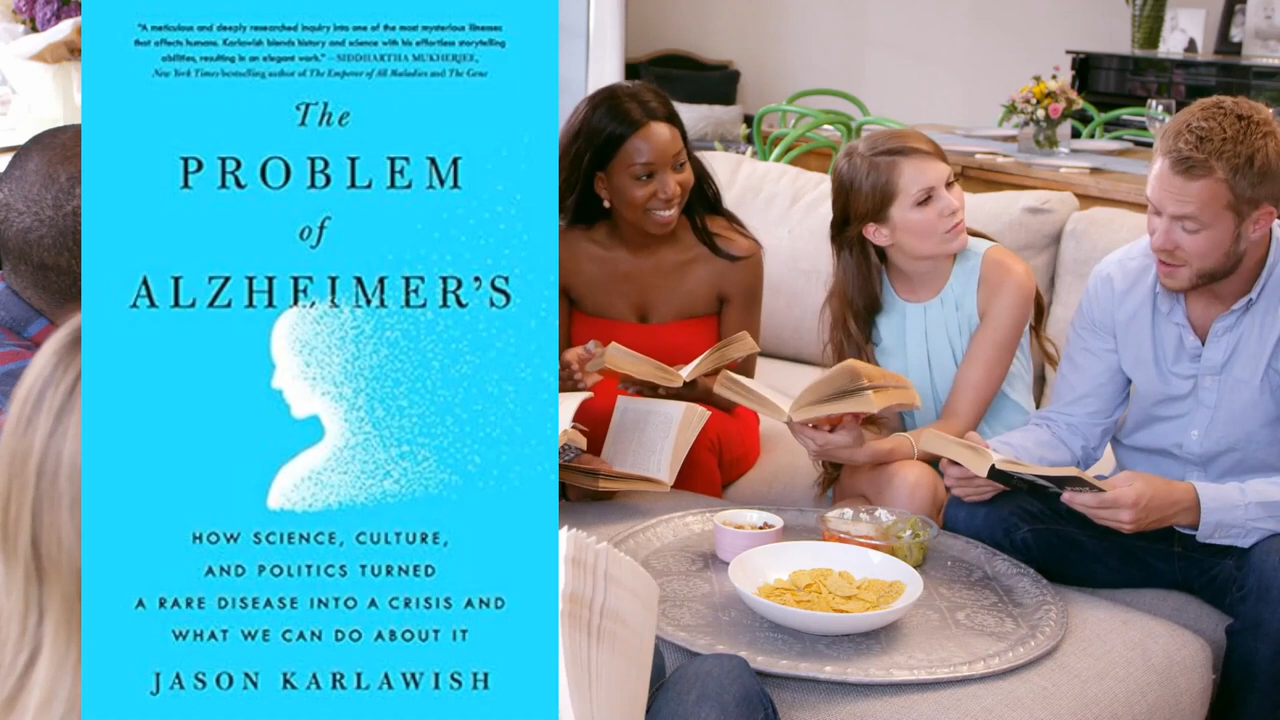 "A meticulous and deeply researched inquiry into one of the most mysterious illnesses
that affects humans. Karlawish blends history and science with his effortless storytelling
abilities, resulting in an elegant work." – SIDDHARTHA MUKHERJEE,
New York Times bestselling author of The Emperor of All Maladies and The Gene
The
PROBLEM
of
ALZHEIMER'S
HOW SCIENCE, CULTURE,
AND POLITICS TURNED
A RARE DISEASE INTO A CRISIS AND
WHAT WE CAN DO ABOUT IT
JASON KARLAWISH